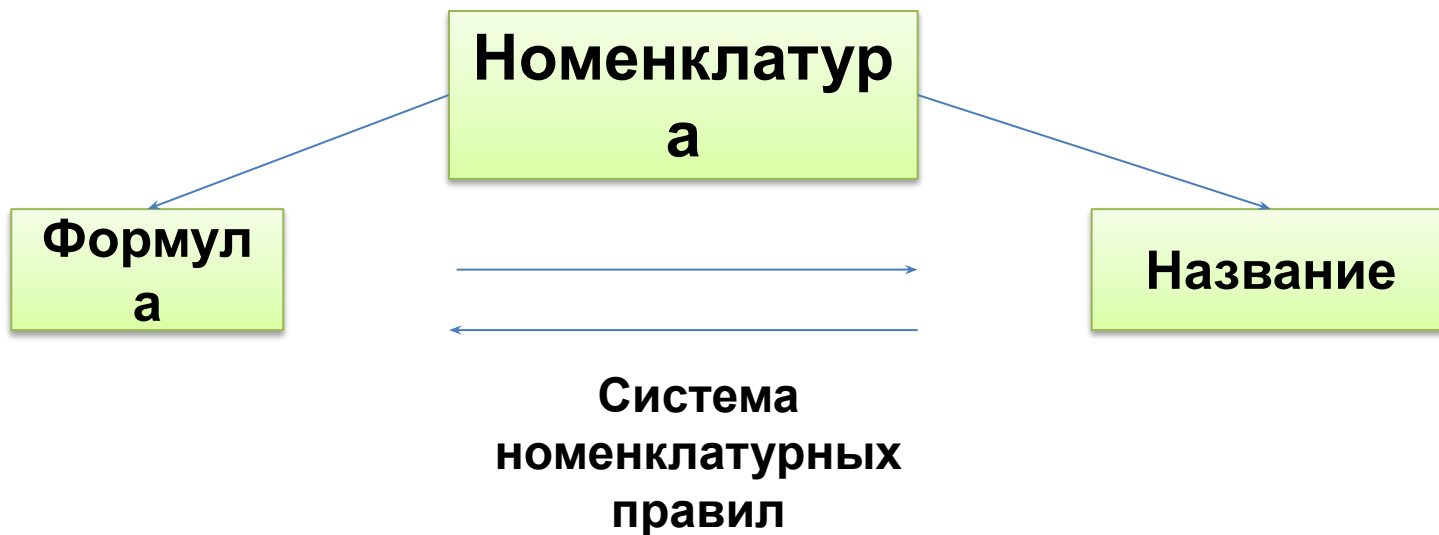 Номенклатур
а
Формул
а
Название
Система
номенклатурных
правил